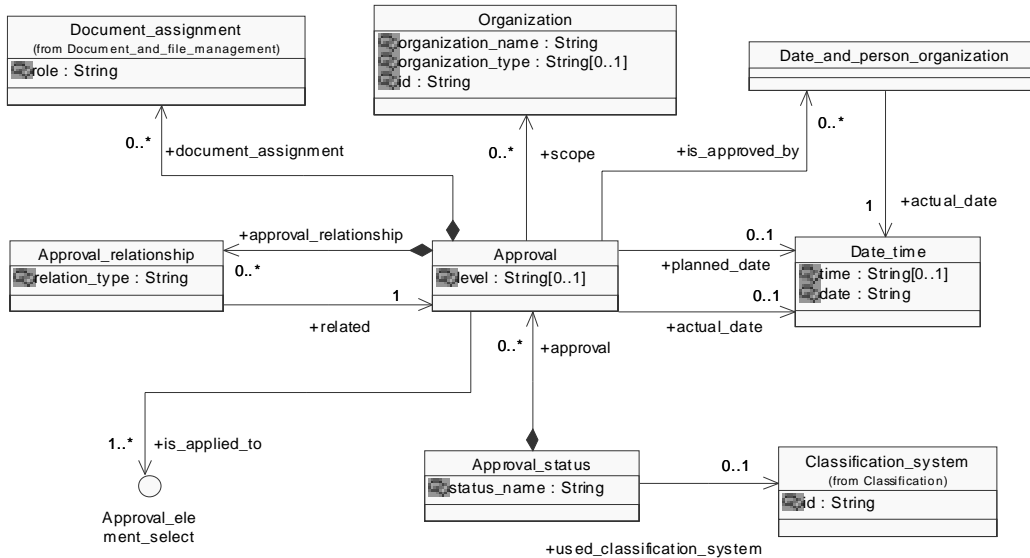 Document_assignment
(from Document_and_file_management)
role : String
Organization
organization_name : String
organization_type : String[0..1]
id : String
Date_and_person_organization
0..*
+document_assignment
0..*
+scope
+is_approved_by
0..*
1
+actual_date
Approval_relationship
relation_type : String
+approval_relationship
0..*
1
+related
Approval
level : String[0..1]
0..1
+planned_date
0..1
+actual_date
Date_time
time : String[0..1]
date : String
0..*
+approval
1..*
+is_applied_to
Approval_ele
ment_select
Approval_status
status_name : String
0..1
+used_classification_system
Classification_system
(from Classification)
id : String